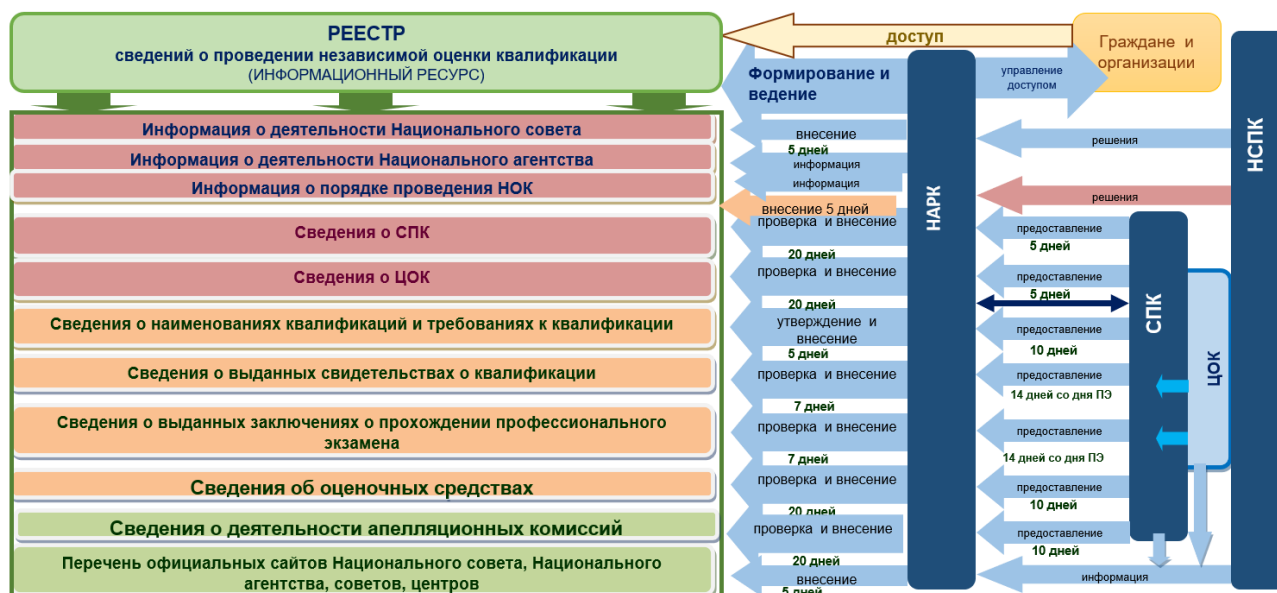 РЕЕСТР
сведений о проведении независимой оценки квалификации
(ИНФОРМАЦИОННЫЙ РЕСУРС)
доступ
Граждане и
организации
Формирование и
ведение
управление
доступом
НСПК
НАРК
СПК
ЦОК
Информация о деятельности Национального совета
внесение
5 дней
решения
Информация о деятельности Национального агентства
информация
Информация о порядке проведения НОК
информация
решения
внесение 5 дней
Сведения о СПК
проверка и внесение
20 дней
предоставление
5 дней
Сведения о ЦОК
проверка и внесение
20 дней
предоставление
5 дней
Сведения о наименованиях квалификаций и требованиях к квалификации
утверждение и
внесение
5 дней
предоставление
10 дней
Сведения о выданных свидетельствах о квалификации
проверка и внесение
7 дней
предоставление
14 дней со дня ПЭ
Сведения о выданных заключениях о прохождении профессионального
экзамена
проверка и внесение
7 дней
предоставление
14 дней со дня ПЭ
Сведения об оценочных средствах
проверка и внесение
20 дней
предоставление
10 дней
Сведения о деятельности апелляционных комиссий
проверка и внесение
20 дней
предоставление
10 дней
Перечень официальных сайтов Национального совета, Национального
агентства, советов, центров
внесение
5 дней
информация